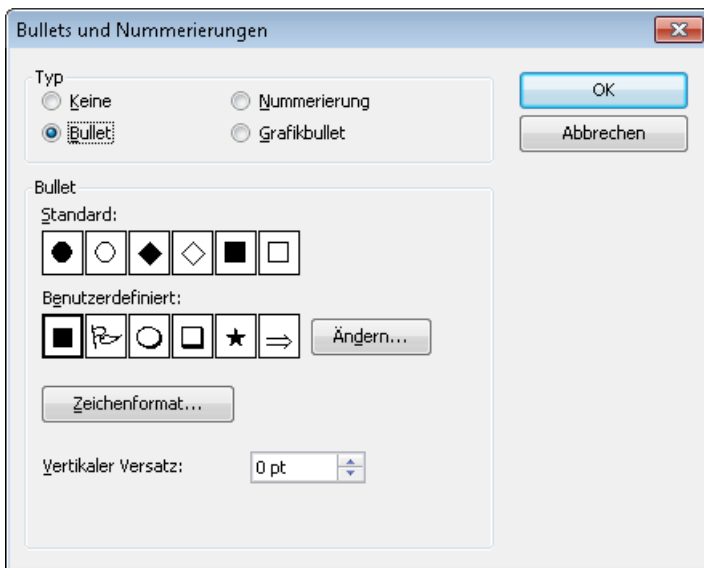 Bullets und Nummerierungen
Typ
Keine
Nummerierung
Bullet
Grafikbullet
OK
Abbrechen
Bullet
Standard:
Benutzerdefiniert:
Ändern...
Zeichenformat...
Vertikaler Versatz:
0 pt